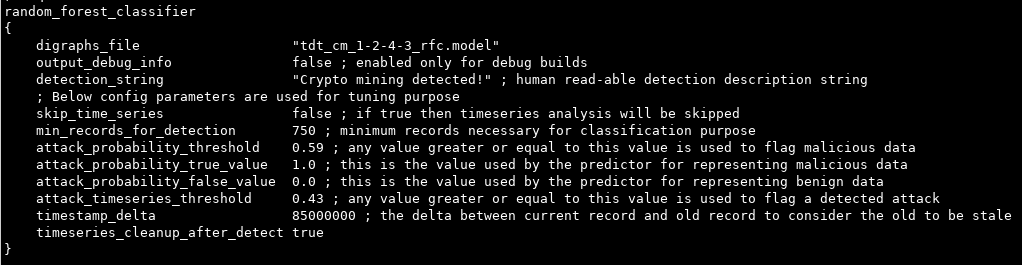 random_forest_classifier
{
    digraphs_file                   "tdt_cm_1-2-4-3_rfc.model"
    output_debug_info               false ; enabled only for debug builds
    detection_string                "Crypto mining detected!" ; human read-able detection description string
    ; Below config parameters are used for tuning purpose
    skip_time_series                false ; if true then timeseries analysis will be skipped
    min_records_for_detection       750 ; minimum records necessary for classification purpose
    attack_probability_threshold    0.59 ; any value greater or equal to this value is used to flag malicious data
    attack_probability_true_value   1.0 ; this is the value used by the predictor for representing malicious data
    attack_probability_false_value  0.0 ; this is the value used by the predictor for representing benign data
    attack_timeseries_threshold     0.43 ; any value greater or equal to this value is used to flag a detected attack
    timestamp_delta                 85000000 ; the delta between current record and old record to consider the old to be stale
    timeseries_cleanup_after_detect true
}